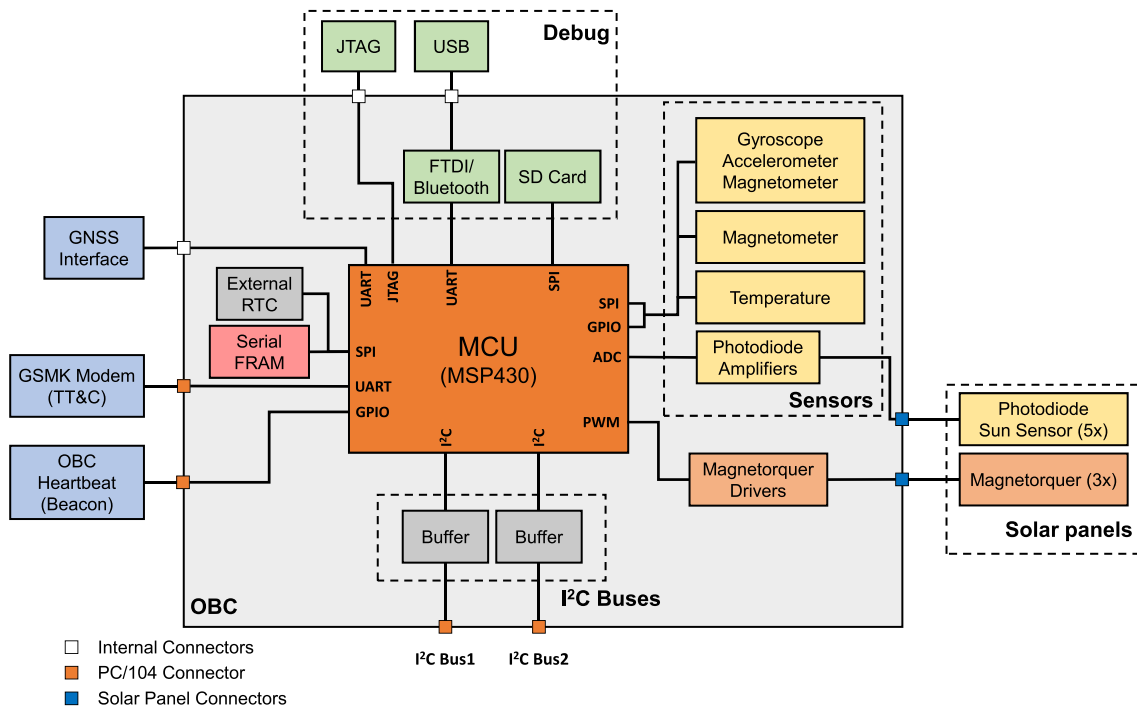 Debug
JTAG
USB
FTDI/
Bluetooth
SD Card
Gyroscope
Accelerometer
Magnetometer
Magnetometer
Temperature
Photodiode
Amplifiers
Sensors
GNSS
Interface
External
RTC
Serial
FRAM
GSMK Modem
(TT&C)
OBC
Heartbeat
(Beacon)
UART
JTAG
UART
SPI
SPI
GPIO
ADC
PWM
SPI
UART
GPIO
I²C
I²C
MCU
(MSP430)
Photodiode
Sun Sensor (5x)
Magnetorquer (3x)
Solar panels
Magnetorquer
Drivers
Buffer
Buffer
I²C Buses
OBC
I²C Bus1
I²C Bus2
Internal Connectors
PC/104 Connector
Solar Panel Connectors